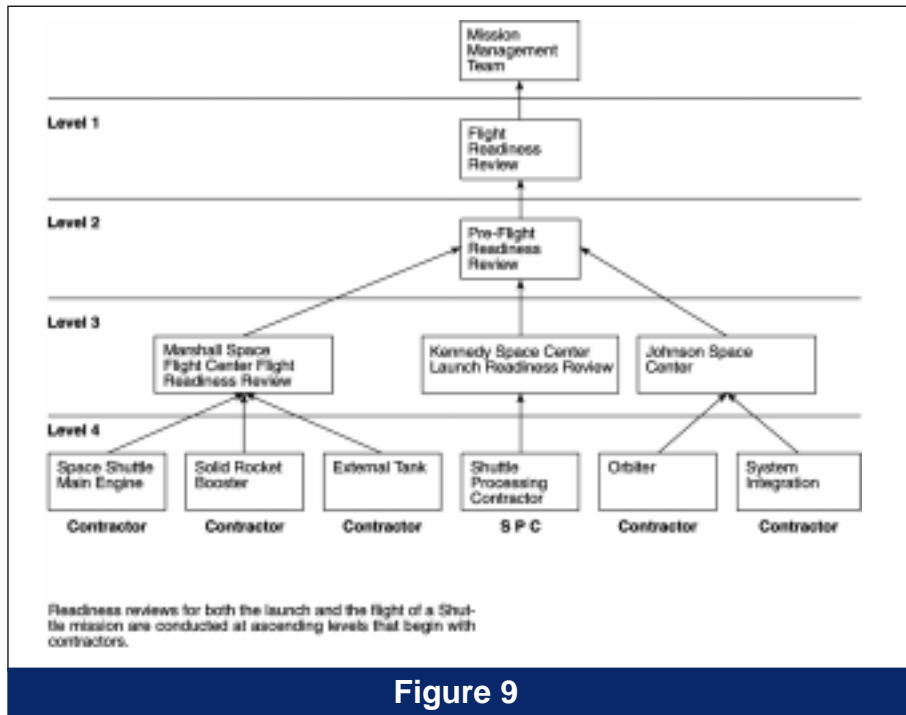 Mission
Management
Team
Level 1
Flight
Readiness
Review
Level 2
Pre-Flight
Readiness
Review
Level 3
Marshall Space
Flight Center Flight
Readiness Review
Kennedy Space Center
Launch Readiness Review
Johnson Space
Center
Level 4
Space Shuttle
Main Engine
Solid Rocket
Booster
External Tank
Shuttle
Processing
Contractor
Orbiter
System
Integration
Contractor
Contractor
Contractor
S P C
Contractor
Contractor
Readiness reviews for both the launch and the flight of a Shut-
tle mission are conducted at ascending levels that begin with
contractors.
Figure 9